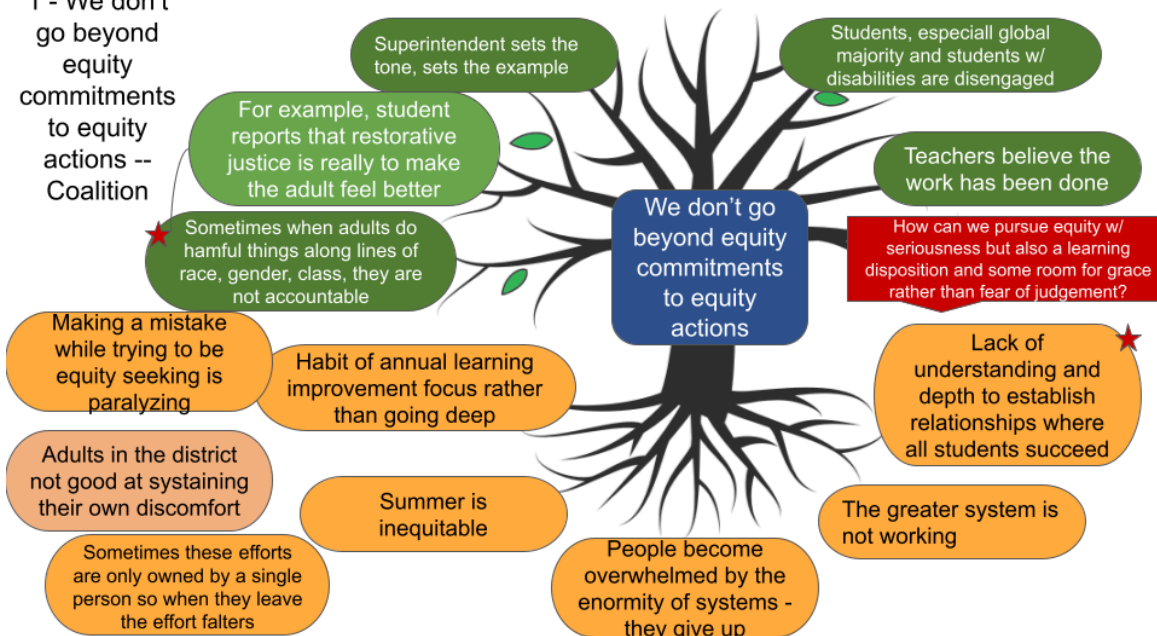 1 - We don't
go beyond
equity
commitments
to equity
actions --
Coalition
Superintendent sets the
tone, sets the example
Students, especiall global
majority and students w/
disabilities are disengaged
For example, student
reports that restorative
justice is really to make
the adult feel better
Teachers believe the
work has been done
We don't go
beyond equity
commitments
to equity
actions
Sometimes when adults do
hamful things along lines of
race, gender, class, they are
not accountable
How can we pursue equity w/
seriousness but also a learning
disposition and some room for grace
rather than fear of judgement?
Making a mistake
while trying to be
equity seeking is
paralyzing
Habit of annual learning
improvement focus rather
than going deep
Lack of
understanding and
depth to establish
relationships where
all students succeed
Adults in the district
not good at systaining
their own discomfort
Summer is
inequitable
The greater system is
not working
Sometimes these efforts
are only owned by a single
person so when they leave
the effort falters
People become
overwhelmed by the
enormity of systems -
they give up